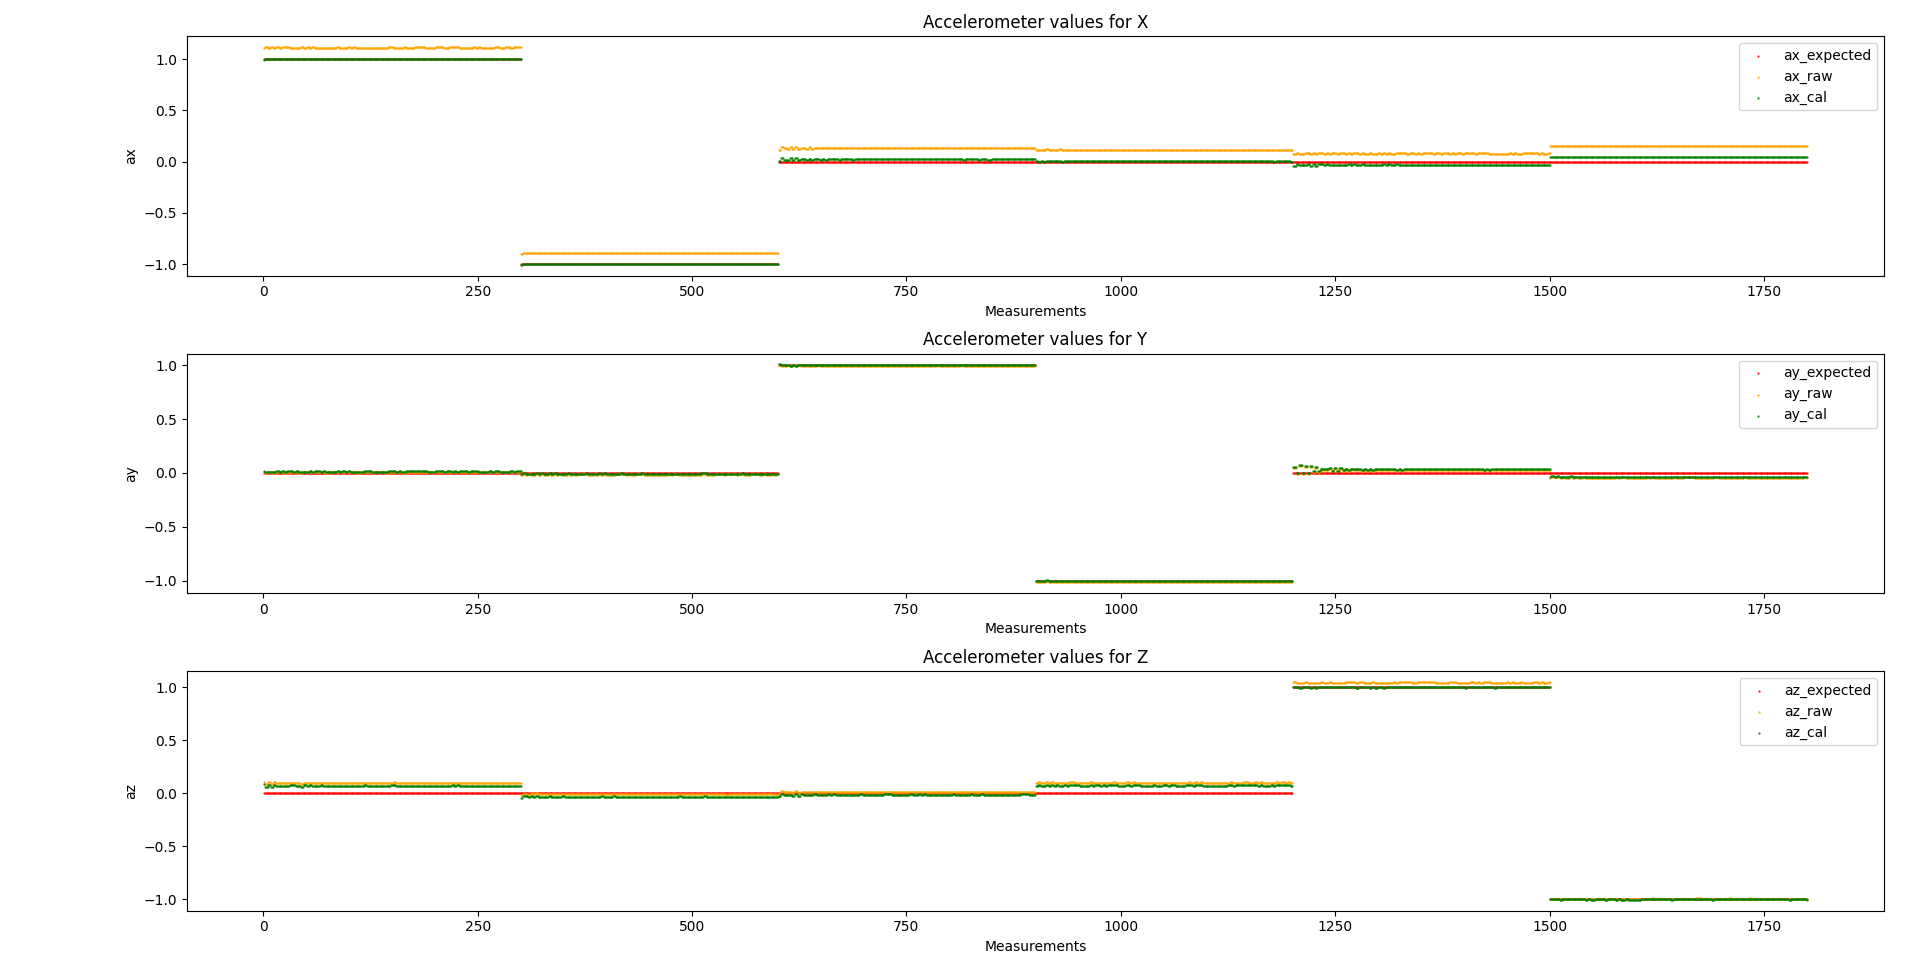 Accelerometer values for X
ax_expected
ax_raw
ax_cal
1.0
0.5
0.0
−0.5
−1.0
ax
0 250 500 750 1000 1250 1500 1750
Measurements
Accelerometer values for Y
ay_expected
ay_raw
ay_cal
1.0
0.5
0.0
−0.5
−1.0
ay
0 250 500 750 1000 1250 1500 1750
Measurements
Accelerometer values for Z
az_expected
az_raw
az_cal
1.0
0.5
0.0
−0.5
−1.0
az
0 250 500 750 1000 1250 1500 1750
Measurements